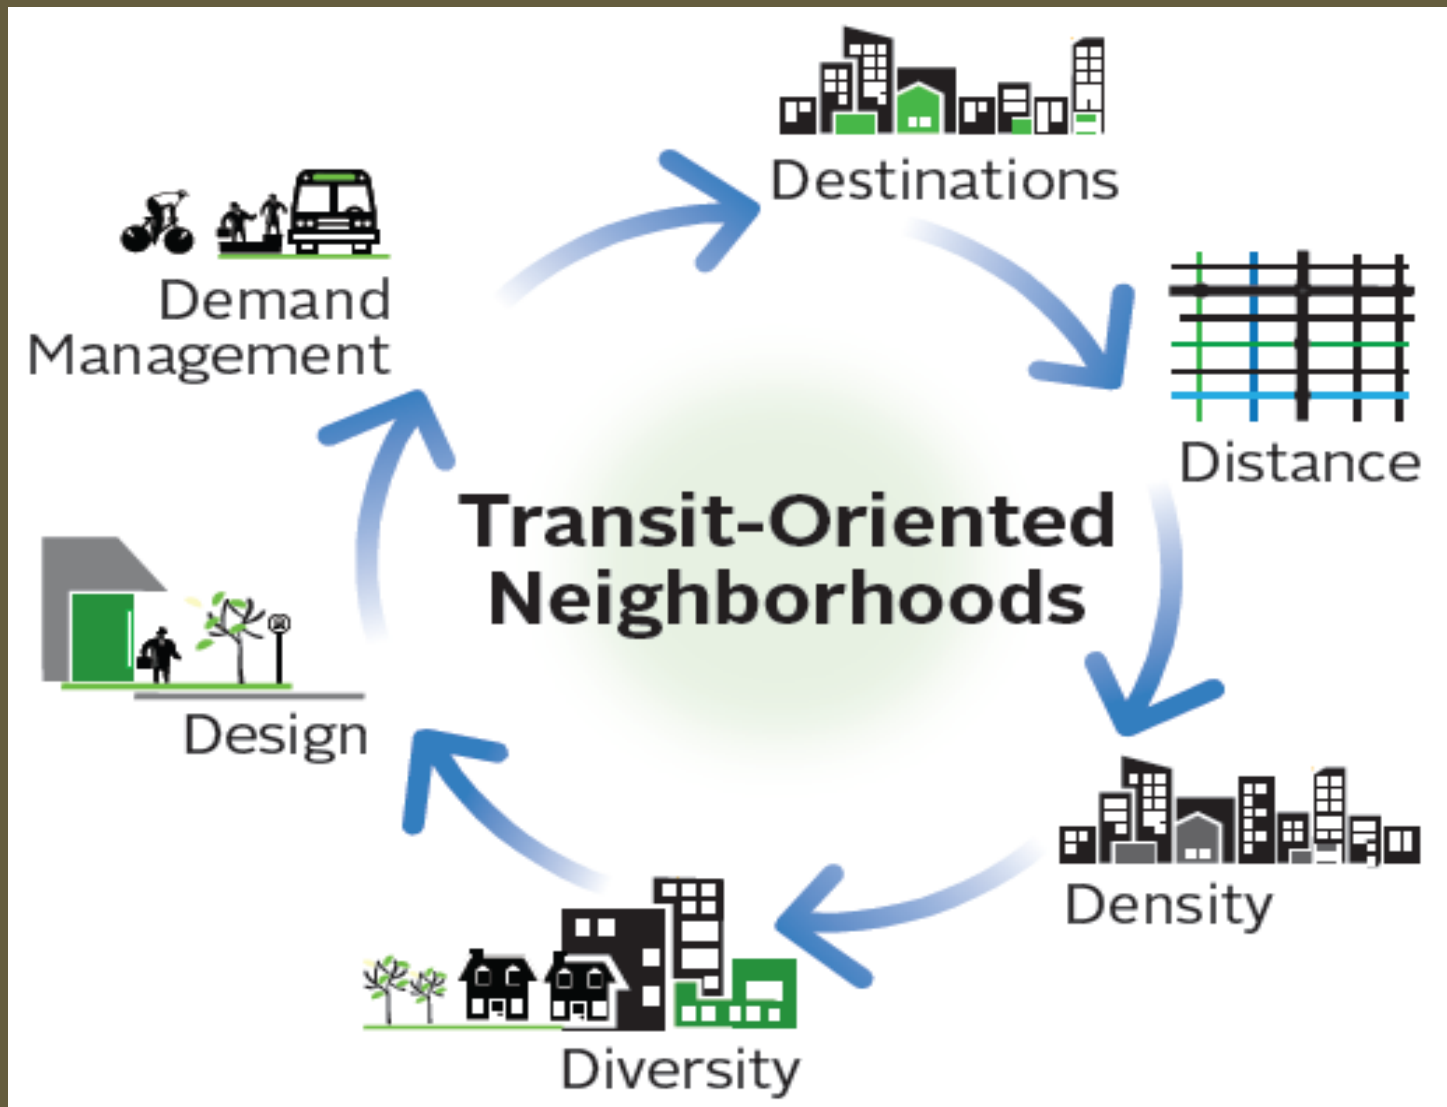 Destinations
Demand
Management
Distance
Transit-Oriented
Neighborhoods
Design
Density
Diversity